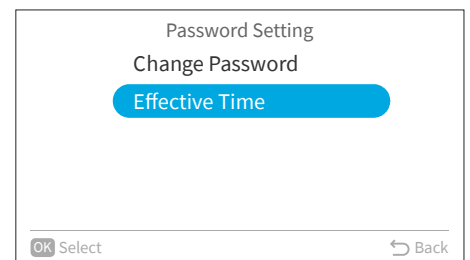 Password Setting
Change Password
Effective Time
OK Select Back